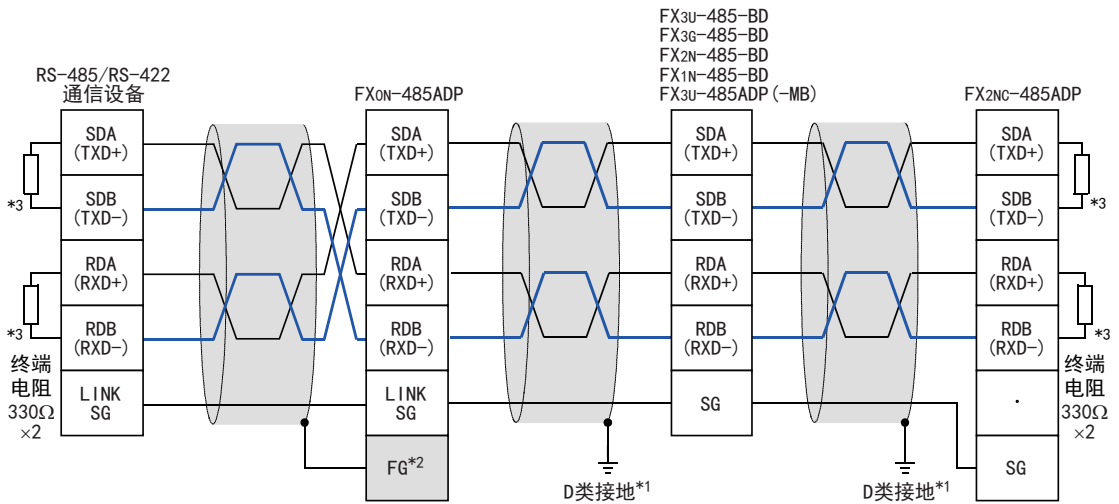 FX3U-485-BD
FX3G-485-BD
FX2N-485-BD
FX1N-485-BD
FX3U-485ADP(-MB)
RS-485/RS-422
通信设备
FX0N-485ADP
FX2NC-485ADP
SDA
(TXD+)
SDB
(TXD-)
RDA
(RXD+)
RDB
(RXD-)
LINK
SG
*3
*3
终端
电阻
330Ω
×2
SDA
(TXD+)
SDB
(TXD-)
RDA
(RXD+)
RDB
(RXD-)
LINK
SG
FG*2
D类接地*1
SDA
(TXD+)
SDB
(TXD-)
RDA
(RXD+)
RDB
(RXD-)
SG
D类接地*1
SDA
(TXD+)
SDB
(TXD-)
RDA
(RXD+)
RDB
(RXD-)
·
SG
*3
*3
终端
电阻
330Ω
×2